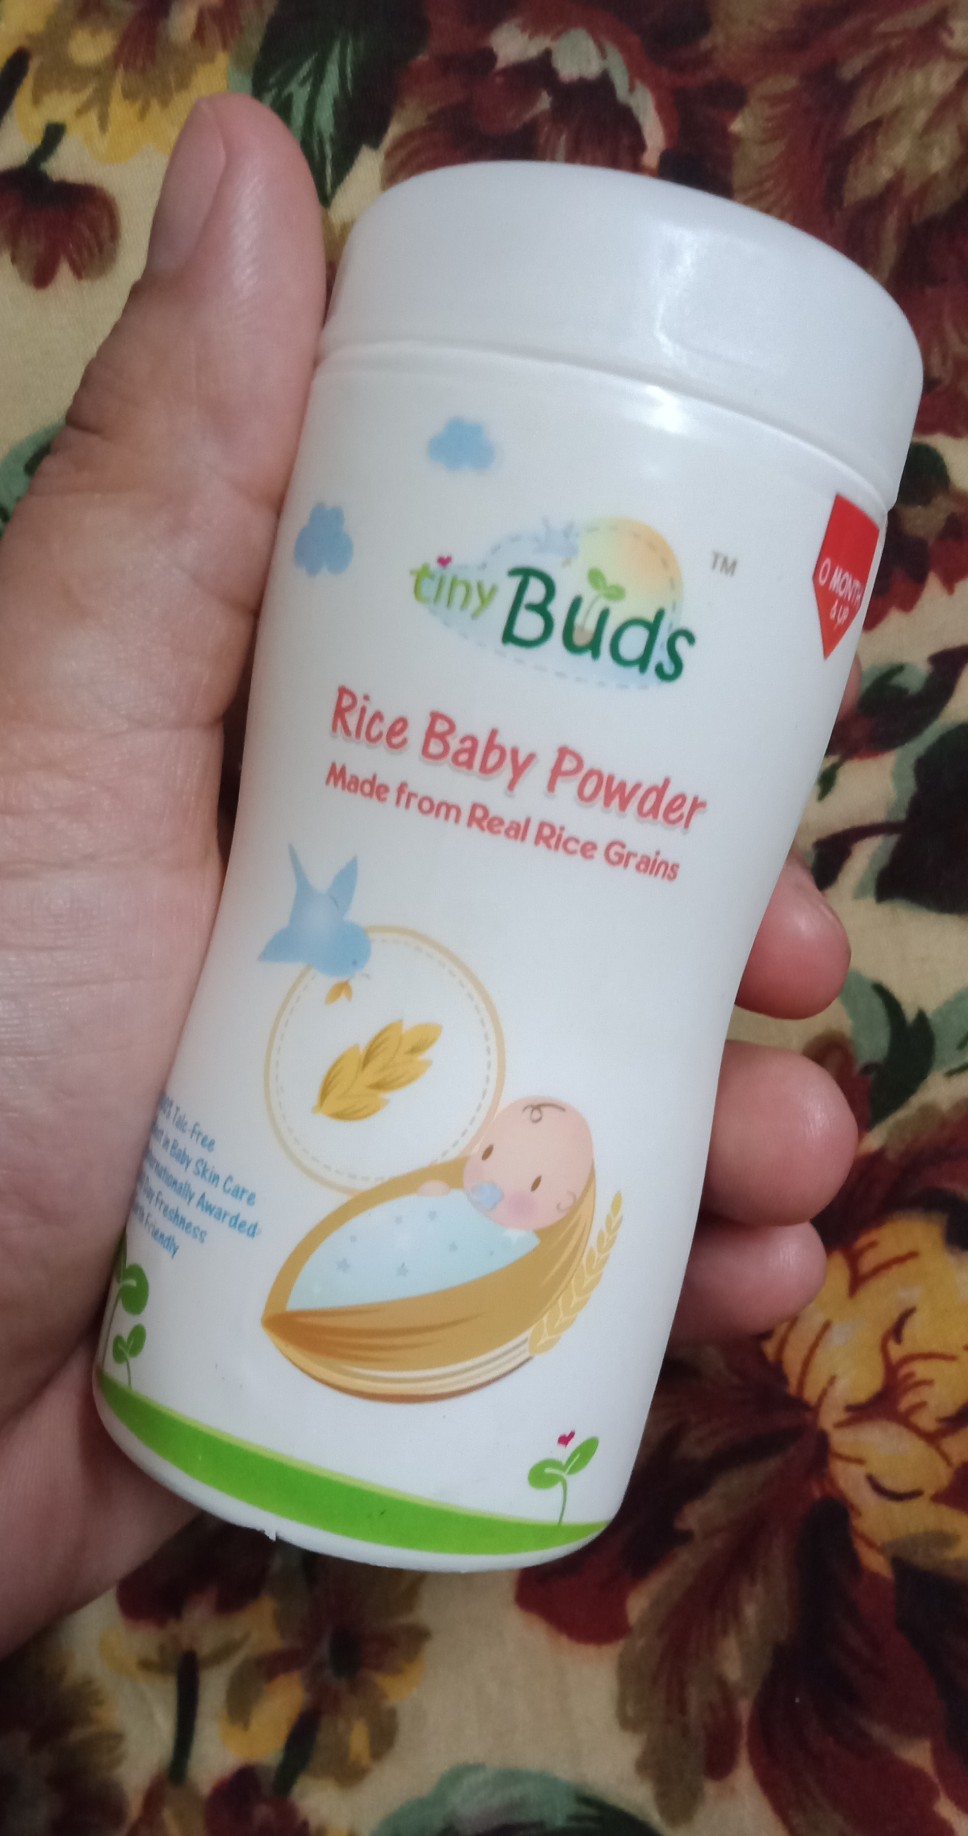 tiny Buds TM
0 MONTH
& UP
Rice Baby Powder
Made from Real Rice Grains
Talc Free
in Baby Skin Care
Awarded
Freshness
Friendly